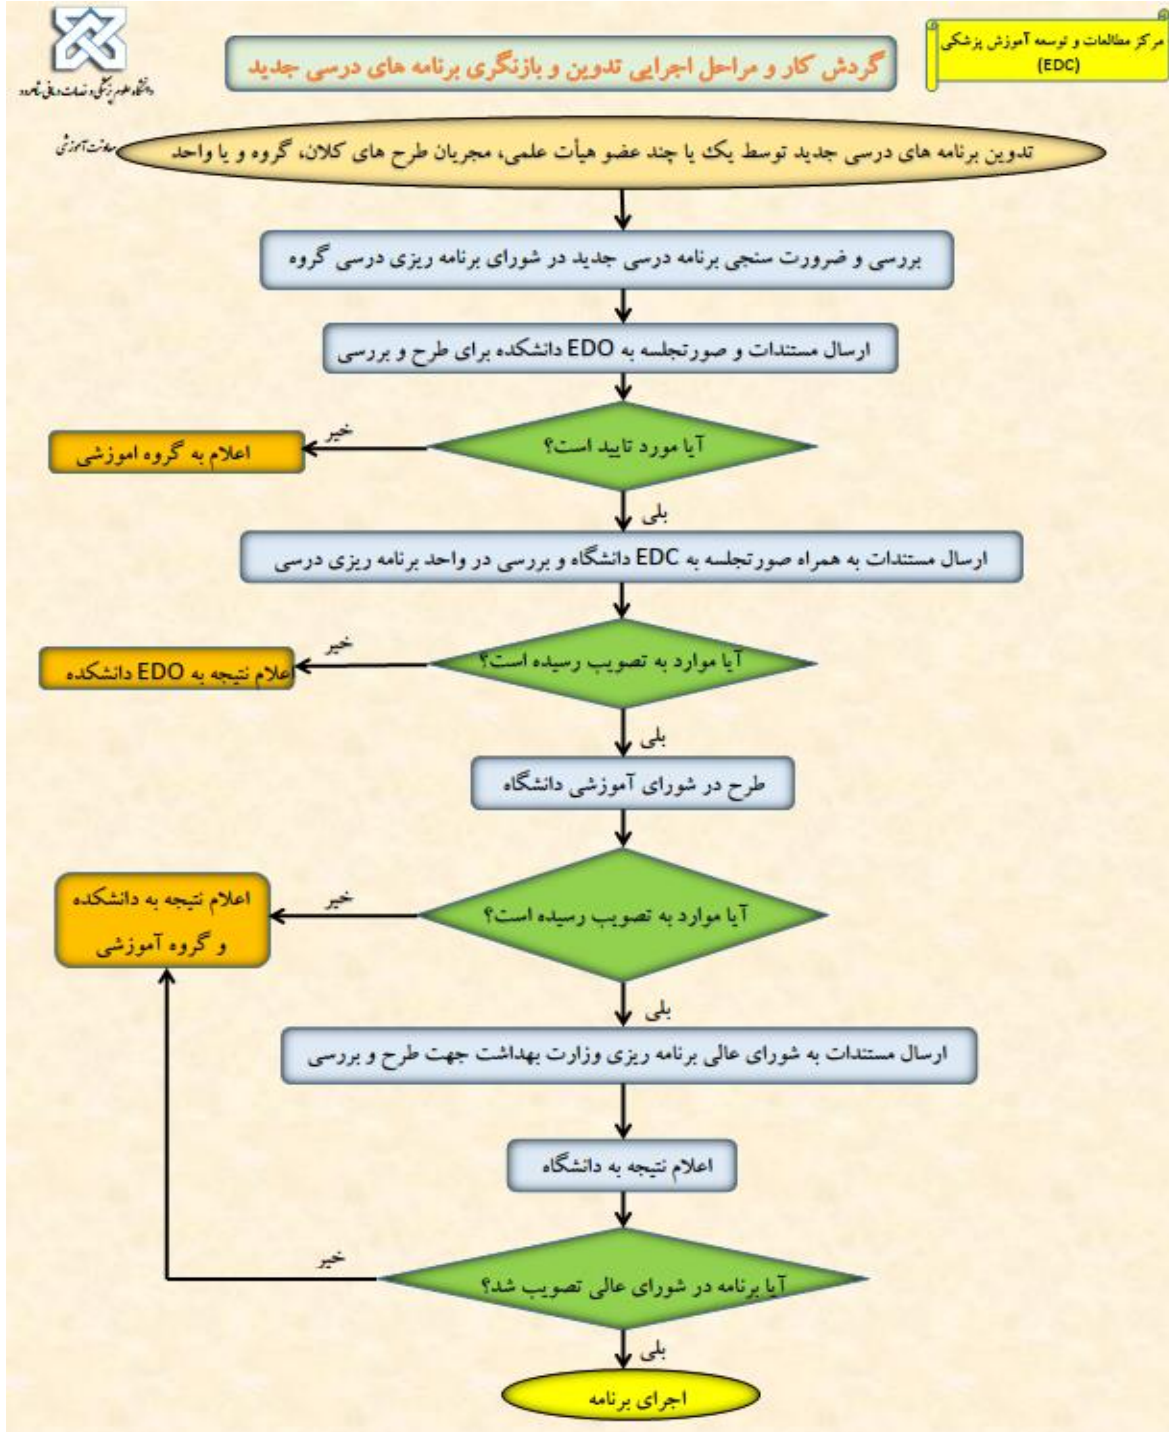 مرکز مطالعات و توسعه آموزش پزشکی
(EDC)
گردش کار و مراحل اجرایی تدوین و بازنگری برنامه های درسی جدید
دانشگاه علوم پزشکی و خدمات درمانی شاهرود
معاونت آموزشی
تدوین برنامه های درسی جدید توسط یک یا چند عضو هیأت علمی، مجریان طرح های کلان، گروه و یا واحد
بررسی و ضرورت سنجی برنامه درسی جدید در شورای برنامه ریزی درسی گروه
ارسال مستندات و صورتجلسه به EDO دانشکده برای طرح و بررسی
آیا مورد تایید است؟
خیر
اعلام به گروه اموزشی
بلی
ارسال مستندات به همراه صورتجلسه به EDC دانشگاه و بررسی در واحد برنامه ریزی درسی
آیا موارد به تصویب رسیده است؟
خیر
اعلام نتیجه به EDO دانشکده
بلی
طرح در شورای آموزشی دانشگاه
آیا موارد به تصویب رسیده است؟
خیر
اعلام نتیجه به دانشکده
و گروه آموزشی
بلی
ارسال مستندات به شورای عالی برنامه ریزی وزارت بهداشت جهت طرح و بررسی
اعلام نتیجه به دانشگاه
آیا برنامه در شورای عالی تصویب شد؟
خیر
بلی
اجرای برنامه